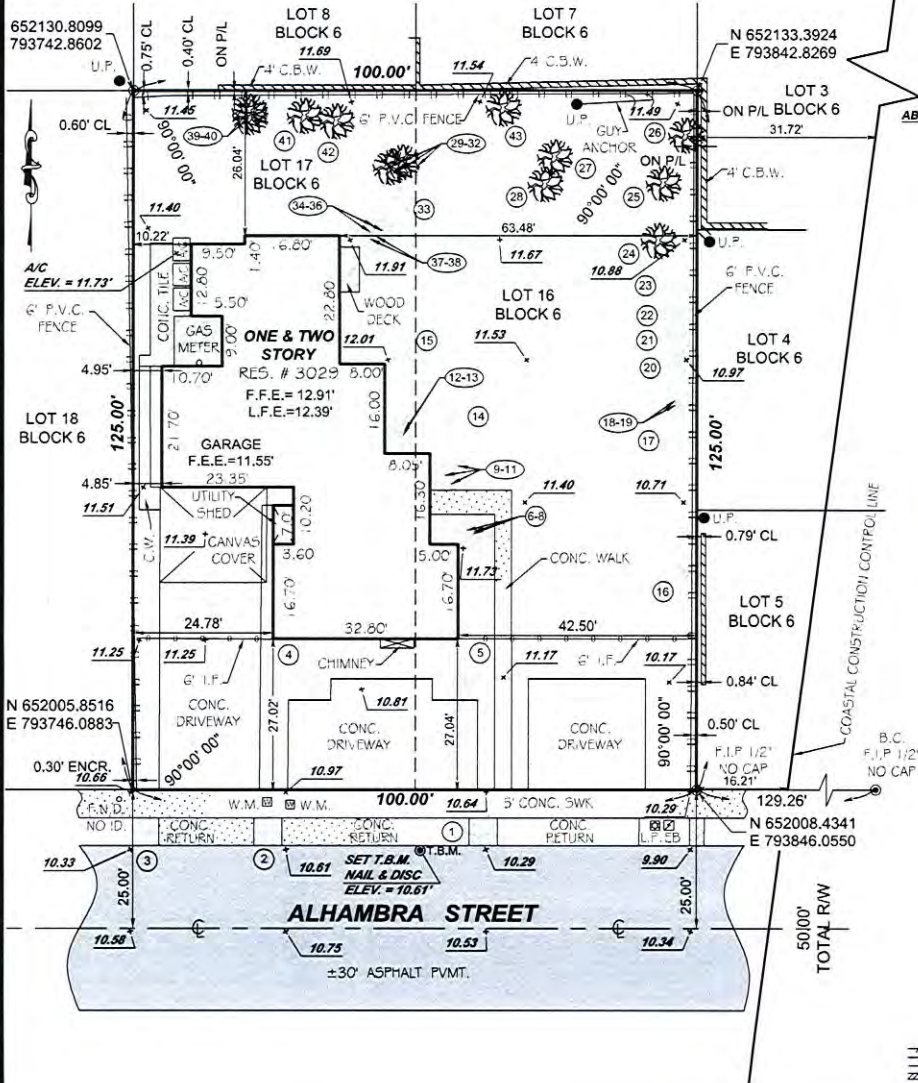 652130.8099
793742.8602
0.75' CL
0.40' CL
ON P/L
LOT 8
BLOCK 6
LOT 7
BLOCK 6
N 652133.3924
E 793842.8269
U.P.
4' C.B.W.
11.69
100.00'
11.54
4' C.B.W.
LOT 3
BLOCK 6
11.45
39-40
41
42
6' P.V.C. FENCE
43
U.P.
11.49
ON P/L
31.72'
AB
0.60' CL
90°00' 00"
26.04'
29-32
GUY
ANCHOR
26
LOT 17
BLOCK 6
27
28
ON P/L
25
4' C.B.W.
90°00' 00"
34-36
33
11.40
10.22'
63.48'
U.P.
A/C
ELEV. = 11.73'
A/C
A/C
A/C
9.50'
1.40'
16.80'
11.91
37-38
11.67
24
10.88
6' P.V.C.
FENCE
CONC. TILE
12.80
5.50'
22.80
WOOD
DECK
LOT 16
BLOCK 6
23
6' P.V.C.
FENCE
22
GAS
METER
9.00'
ONE & TWO
STORY
RES. # 3029
F.F.E.= 12.91'
L.F.E.=12.39'
12.01
15
11.53
21
LOT 4
BLOCK 6
4.95'
10.70'
8.00'
20
10.97
LOT 18
BLOCK 6
125.00'
21.70'
16.00
12-13
18-19
GARAGE
F.E.E.=11.55'
14
17
125.00'
4.85'
23.35'
8.05'
9-11
11.51
UTILITY
SHED
10.20
7.0'
16.30'
11.40
10.71
6-8
U.P.
C.W.
11.39
CANVAS
COVER
3.60
5.00'
11.73'
CONC. WALK
0.79' CL
COASTAL CONSTRUCTION CONTROL LINE
16.70'
16.70'
16
LOT 5
BLOCK 6
24.78'
32.80'
42.50'
11.25
11.25
6' I.F.
4
CHIMNEY
5
11.17
6' I.F.
10.17
0.84' CL
N 652005.8516
E 793746.0883
CONC.
DRIVEWAY
27.02'
10.81
CONC.
DRIVEWAY
27.04'
CONC.
DRIVEWAY
90°00' 00"
0.50' CL
F.I.P. 1/2"
NO CAP
B.C.
F.I.P 1/2"
NO CAP
0.30' ENCR.
90°00' 00"
10.66
10.97
16.21'
F.N.D.
NO ID.
W.M.
W.M.
100.00'
10.64
5' CONC. SWK
10.29
129.26'
CONC.
RETURN
CONC.
RETURN
1
CONC.
RETURN
L.P.
EB
N 652008.4341
E 793846.0550
10.33
3
2
10.61
SET T.B.M.
NAIL & DISC
ELEV. = 10.61'
T.B.M.
10.29
9.90
25.00'
ALHAMBRA STREET
25.00'
50.00'
TOTAL R/W
10.58
10.75
10.53
10.34
±30' ASPHALT PVMT.